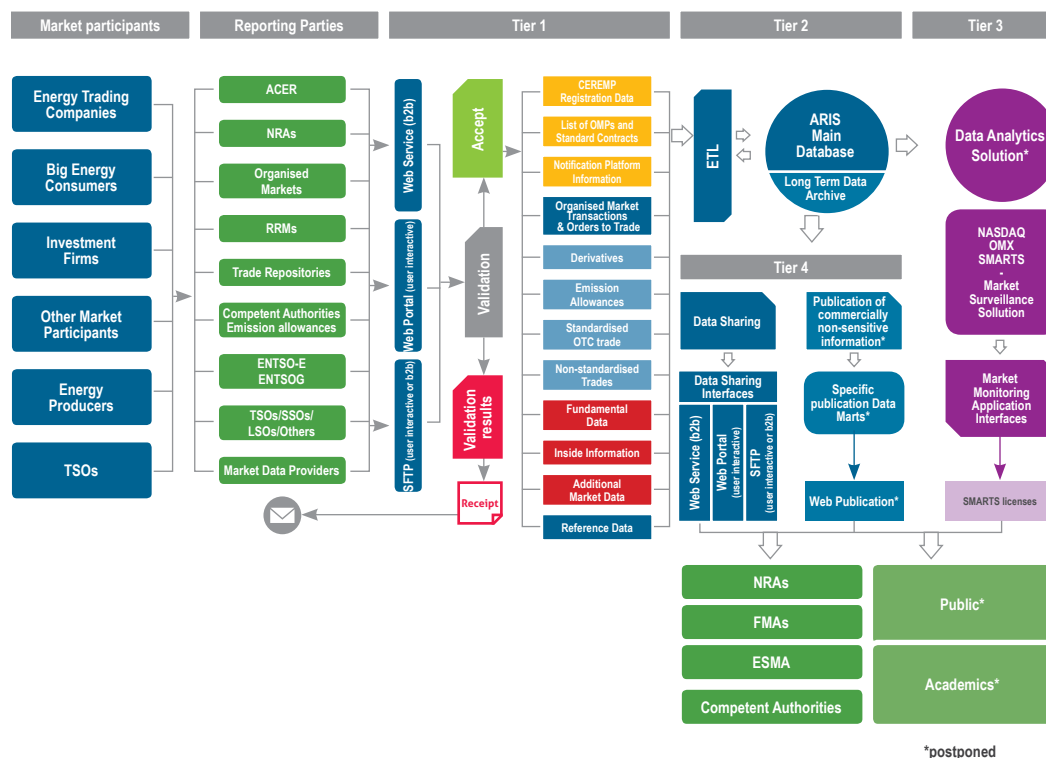 Market participants
Reporting Parties
Tier 1
Tier 2
Tier 3
Energy Trading
Companies
Big Energy
Consumers
Investment
Firms
Other Market
Participants
Energy
Producers
TSOs
ACER
NRAs
Organised
Markets
RRMs
Trade Repositories
Competent Authorities
Emission allowances
ENTSO-E
ENTSOG
TSOs/SSOs/
LSOs/Others
Market Data Providers
Web Service (b2b)
Web Portal (user interactive)
SFTP (user interactive or b2b)
Accept
Validation
Validation
results
Receipt
CEREMP
Registration Data
List of OMPs and
Standard Contracts
Notification Platform
Information
Organised Market
Transactions
& Orders to Trade
Derivatives
Emission
Allowances
Standardised
OTC trade
Non-standardised
Trades
Fundamental
Data
Inside Information
Additional
Market Data
Reference Data
ETL
ARIS
Main
Database
Long Term Data
Archive
Data Analytics
Solution*
NASDAQ
OMX
SMARTS
-
Market
Surveillance
Sollution
Market
Monitoring
Application
Interfaces
SMARTS licenses
Tier 4
Data Sharing
Publication of
commercially
non-sensitive
information*
Data Sharing
Interfaces
Web Service (b2b)
Web Portal
(user interactive)
SFTP
(user interactive or b2b)
Specific
publication Data
Marts*
Web Publication*
NRAs
FMAs
ESMA
Competent Authorities
Public*
Academics*
*postponed